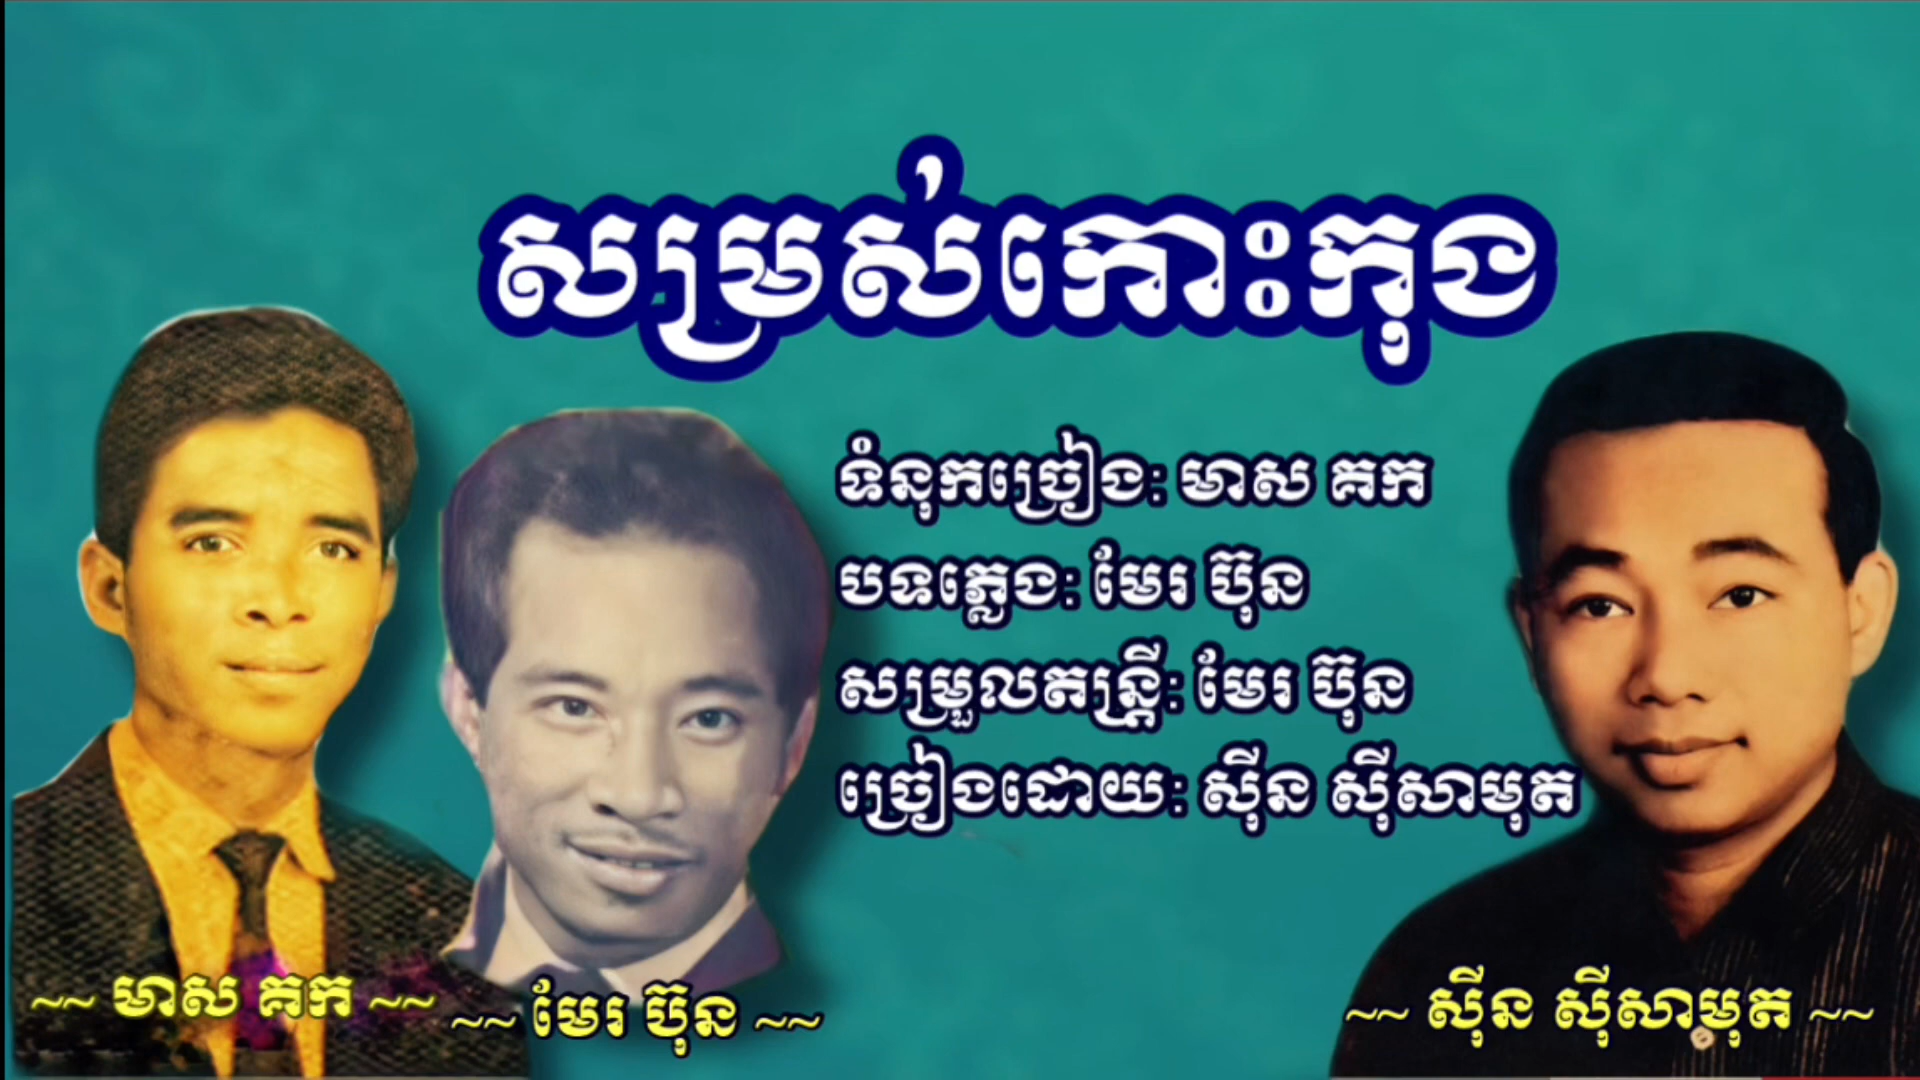 សម្រស់កោះកុង
ទំនុកច្រៀង: មាស គក
បទភ្លេង: មែរ ប៊ុន
សម្រួលតន្ត្រី: មែរ ប៊ុន
ច្រៀងដោយ: ស៊ីន ស៊ីសាមុត
~~ មាស គក ~~
~~ មែរ ប៊ុន ~~
~~ ស៊ីន ស៊ីសាមុត ~~